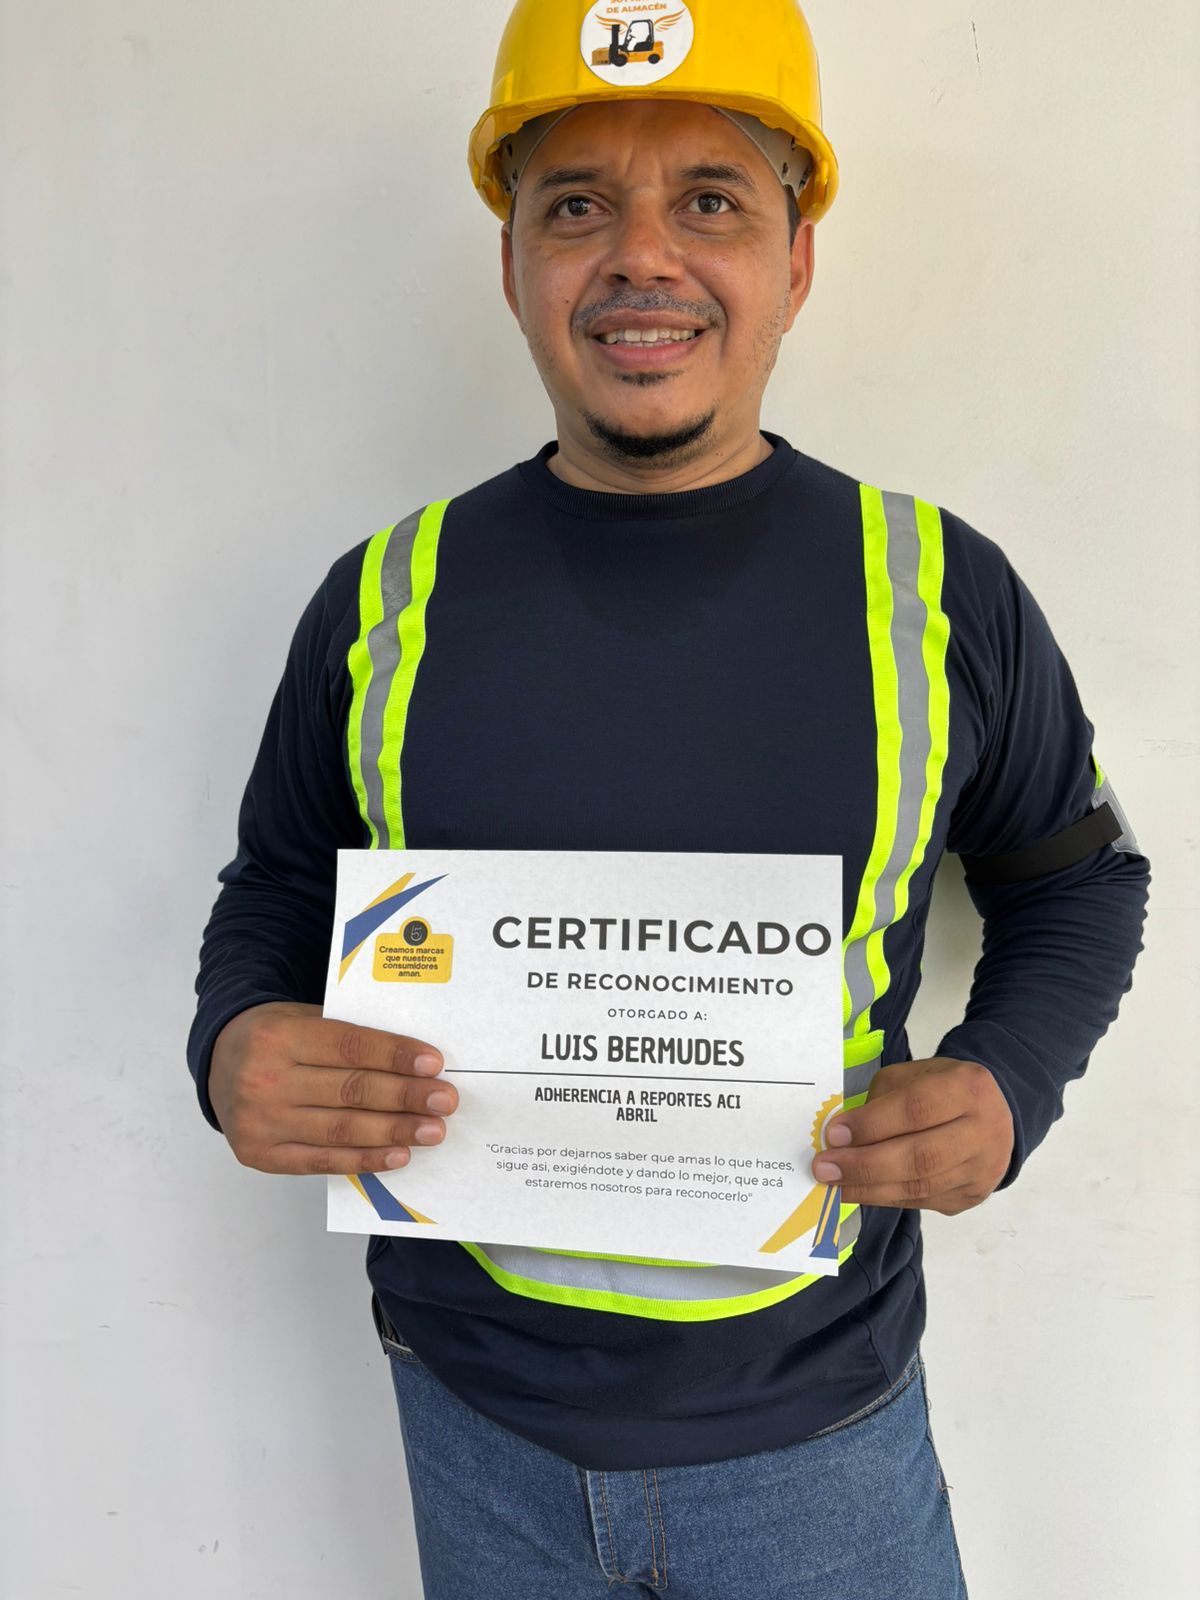 DE ALMACÉN
5
Creamos marcas
que nuestros
consumidores
aman.
CERTIFICADO
DE RECONOCIMIENTO
OTORGADO A:
LUIS BERMUDES
ADHERENCIA A REPORTES ACI
ABRIL
"Gracias por dejarnos saber que amas lo que haces,
sigue asi, exigiéndote y dando lo mejor, que acá
estaremos nosotros para reconocerlo"